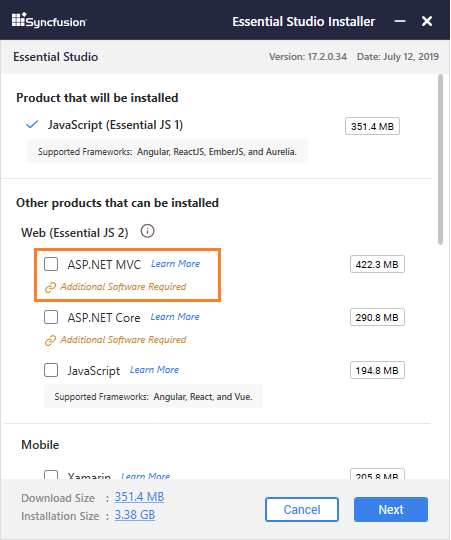 Syncfusion Essential Studio Installer
Essential Studio Version: 17.2.0.34 Date: July 12, 2019
Product that will be installed
JavaScript (Essential JS 1) 351.4 MB
Supported Frameworks: Angular, ReactJS, EmberJS, and Aurelia.
Other products that can be installed
Web (Essential JS 2)
ASP.NET MVC Learn More 422.3 MB
Additional Software Required
ASP.NET Core Learn More 290.8 MB
Additional Software Required
JavaScript Learn More 194.8 MB
Supported Frameworks: Angular, React, and Vue.
Mobile
Xamarin Learn More 205.8 MB
Download Size : 351.4 MB
Installation Size : 3.38 GB
Cancel Next